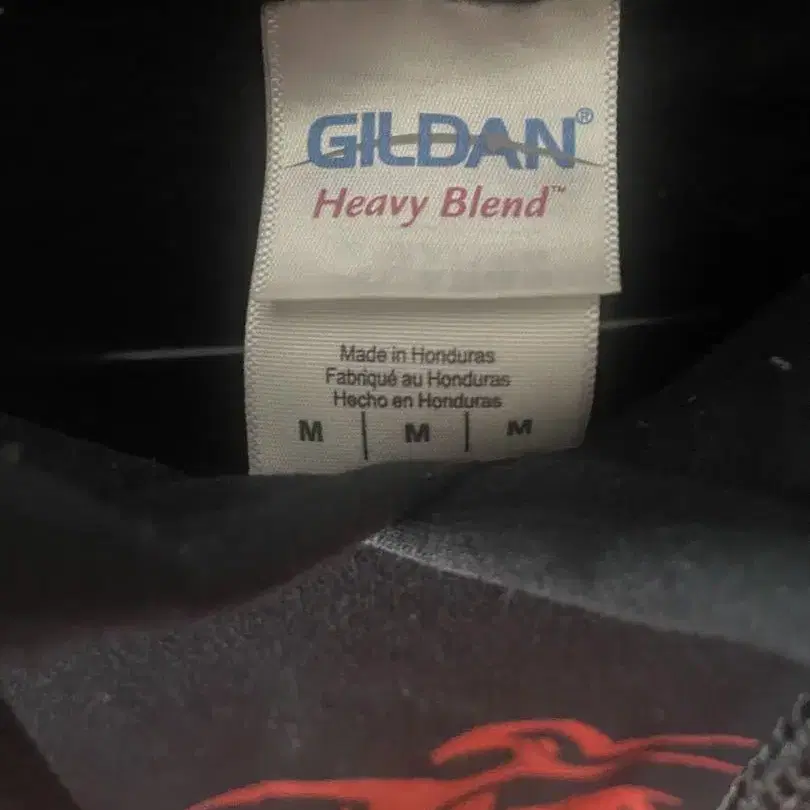 GILDAN®
Heavy Blend™
Made in Honduras
Fabriqué au Honduras
Hecho en Honduras
M | M | M